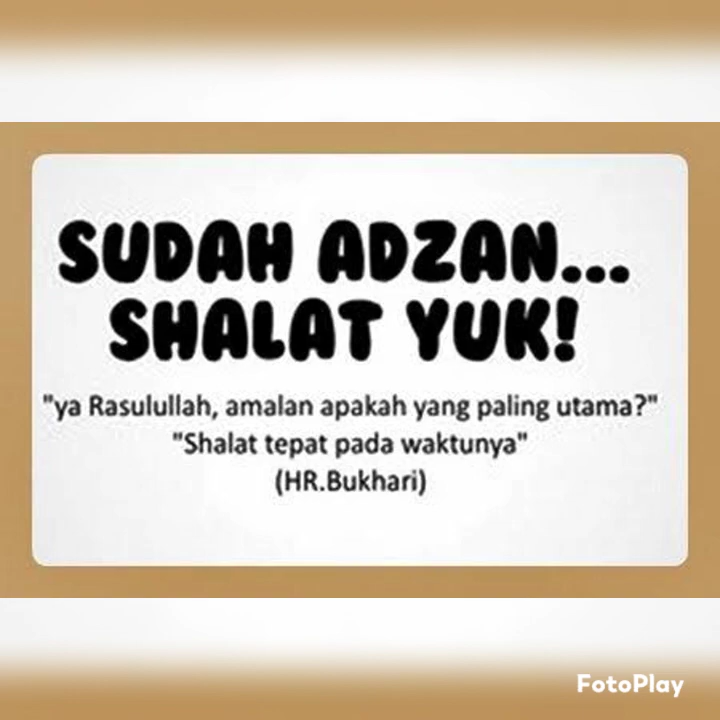 SUDAH ADZAN...
SHALAT YUK!
"ya Rasulullah, amalan apakah yang paling utama?"
"Shalat tepat pada waktunya"
(HR.Bukhari)
FotoPlay